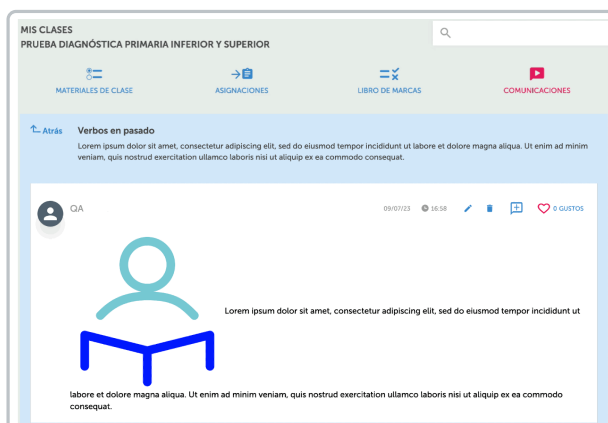 MIS CLASES
PRUEBA DIAGNÓSTICA PRIMARIA INFERIOR Y SUPERIOR
MATERIALES DE CLASE
ASIGNACIONES
LIBRO DE MARCAS
COMUNICACIONES
Atrás
Verbos en pasado
Lorem ipsum dolor sit amet, consectetur adipiscing elit, sed do eiusmod tempor incididunt ut labore et dolore magna aliqua. Ut enim ad minim
veniam, quis nostrud exercitation ullamco laboris nisi ut aliquip ex ea commodo consequat.
QA
09/07/23 16:58 0 GUSTOS
Lorem ipsum dolor sit amet, consectetur adipiscing elit, sed do eiusmod tempor incididunt ut
labore et dolore magna aliqua. Ut enim ad minim veniam, quis nostrud exercitation ullamco laboris nisi ut aliquip ex ea commodo
consequat.